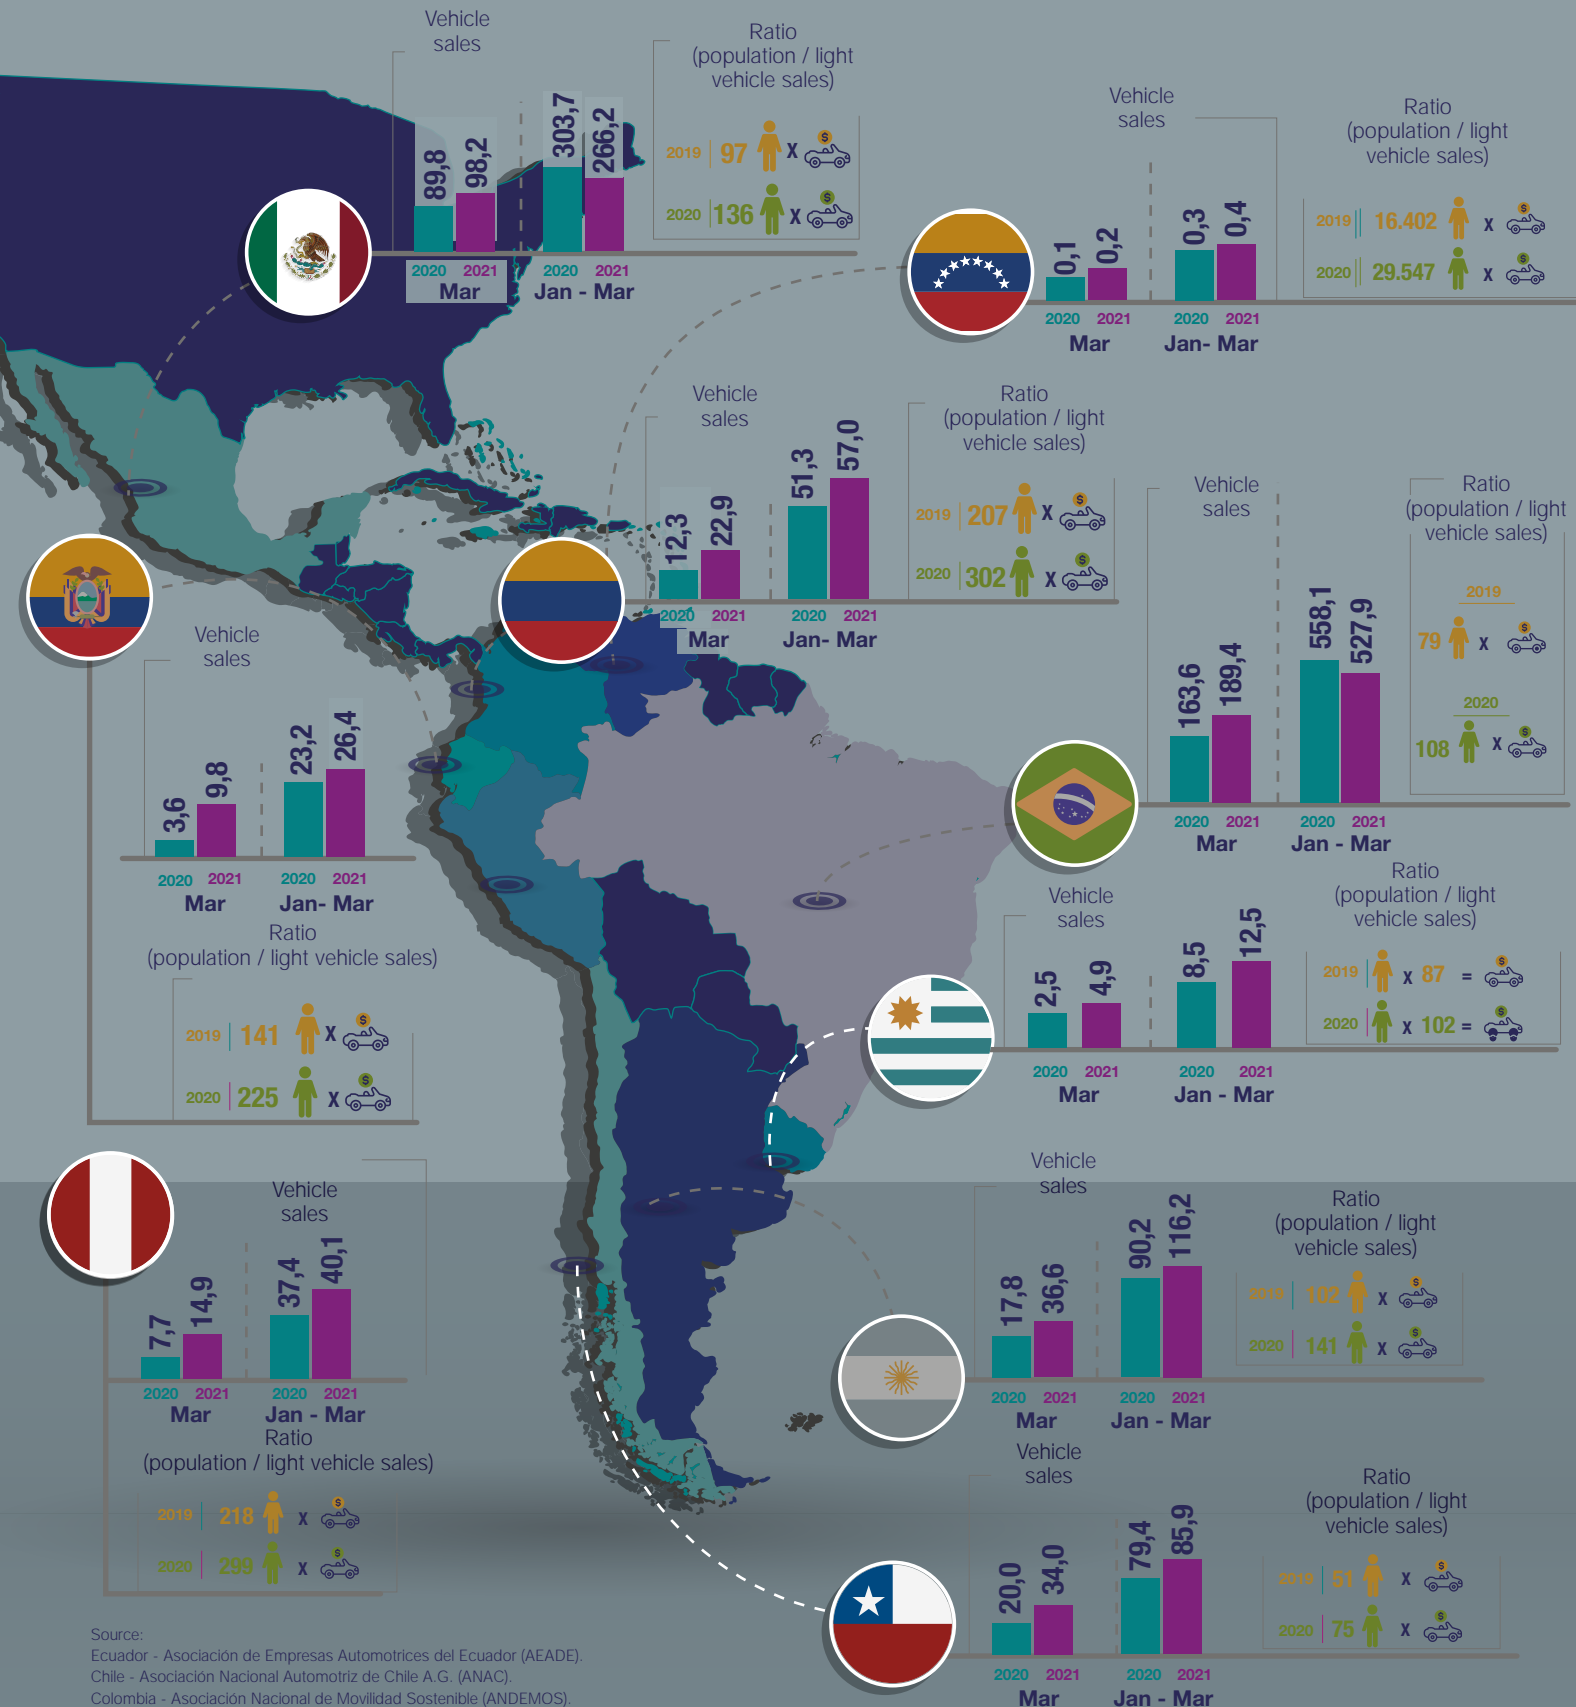 Vehicle
sales
89,8
98,2
303,7
266,2
2020 2021 2020 2021
Mar Jan - Mar
Ratio
(population / light
vehicle sales)
2019 97 X $
2020 136 X $
Vehicle
sales
0,1
0,2
0,3
0,4
2020 2021 2020 2021
Mar Jan- Mar
Ratio
(population / light
vehicle sales)
2019 16.402 X $
2020 29.547 X $
Vehicle
sales
12,3
22,9
51,3
57,0
2020 2021 2020 2021
Mar Jan- Mar
Ratio
(population / light
vehicle sales)
2019 207 X $
2020 302 X $
Vehicle
sales
163,6
189,4
558,1
527,9
2020 2021 2020 2021
Mar Jan - Mar
Ratio
(population / light
vehicle sales)
2019
79 X $
2020
108 X $
Vehicle
sales
3,6
9,8
23,2
26,4
2020 2021 2020 2021
Mar Jan- Mar
Ratio
(population / light vehicle sales)
2019 141 X $
2020 225 X $
Vehicle
sales
2,5
4,9
8,5
12,5
2020 2021 2020 2021
Mar Jan - Mar
Ratio
(population / light
vehicle sales)
2019 X 87 = $
2020 X 102 = $
Vehicle
sales
7,7
14,9
37,4
40,1
2020 2021 2020 2021
Mar Jan - Mar
Ratio
(population / light vehicle sales)
2019 218 X $
2020 299 X $
Vehicle
sales
17,8
36,6
90,2
116,2
2020 2021 2020 2021
Mar Jan - Mar
Ratio
(population / light
vehicle sales)
2019 102 X $
2020 141 X $
Vehicle
sales
20,0
34,0
79,4
85,9
2020 2021 2020 2021
Mar Jan - Mar
Ratio
(population / light
vehicle sales)
2019 51 X $
2020 75 X $
Source:
Ecuador - Asociación de Empresas Automotrices del Ecuador (AEADE).
Chile - Asociación Nacional Automotriz de Chile A.G. (ANAC).
Colombia - Asociación Nacional de Movilidad Sostenible (ANDEMOS).